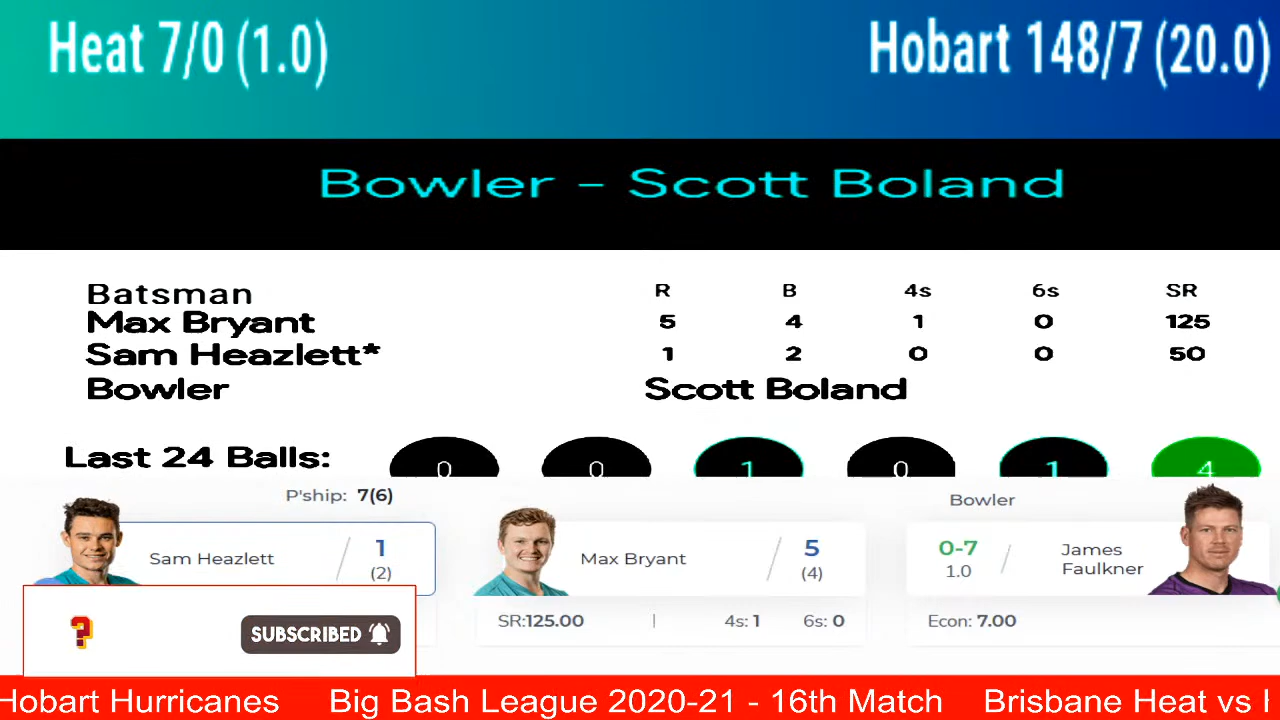 Heat 7/0 (1.0) Hobart 148/7 (20.0)
Bowler - Scott Boland
Batsman R B 4s 6s SR
Max Bryant 5 4 1 0 125
Sam Heazlett* 1 2 0 0 50
Bowler Scott Boland
Last 24 Balls: 0 0 1 0 1 4
P'ship: 7(6) Bowler
Sam Heazlett 1 (2)
Max Bryant 5 (4)
0-7 1.0 James Faulkner
SR:125.00 4s: 1 6s: 0 Econ: 7.00
? SUBSCRIBED
Hobart Hurricanes Big Bash League 2020-21 - 16th Match Brisbane Heat vs